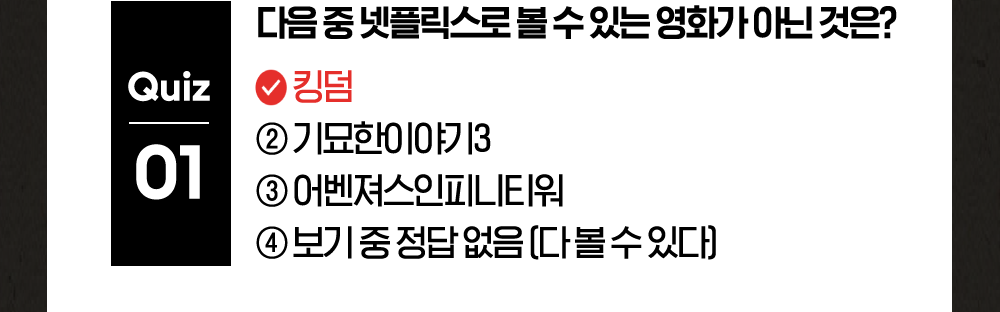 다음 중 넷플릭스로 볼 수 있는 영화가 아닌 것은?
Quiz
01
킹덤
② 기묘한이야기3
③ 어벤져스인피니티워
④ 보기 중 정답 없음 (다 볼 수 있다)